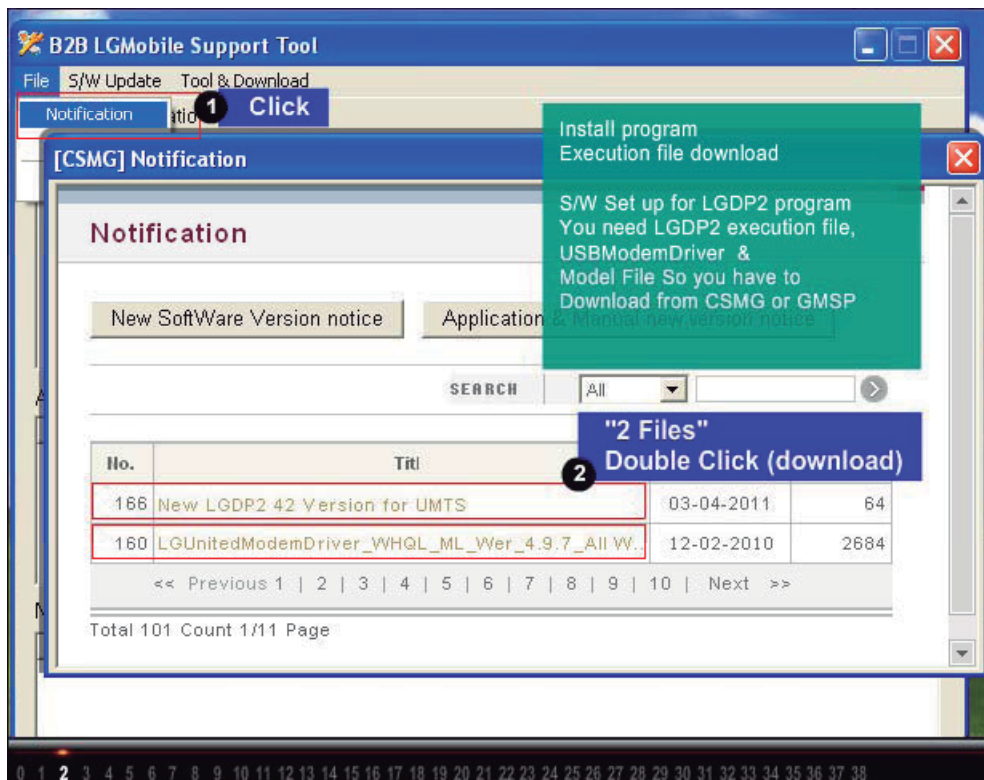 B2B LGMobile Support Tool
File S/W Update Tool & Download
Notification
1 Click
[CSMG] Notification
Install program
Execution file download
S/W Set up for LGDP2 program
You need LGDP2 execution file,
USBModemDriver &
Model File So you have to
Download from CSMG or GMSP
Notification
New SoftWare Version notice
Application & Manual new version notice
SEARCH All
"2 Files"
2 Double Click (download)
No. Titl
166 New LGDP2 42 Version for UMTS 03-04-2011 64
160 LGUnitedModemDriver_WHQL_ML_Wer_4.9.7_All W.. 12-02-2010 2684
<< Previous 1 | 2 | 3 | 4 | 5 | 6 | 7 | 8 | 9 | 10 | Next >>
Total 101 Count 1/11 Page
0 1 2 3 4 5 6 7 8 9 10 11 12 13 14 15 16 17 18 19 20 21 22 23 24 25 26 27 28 29 30 31 32 33 34 35 36 37 38